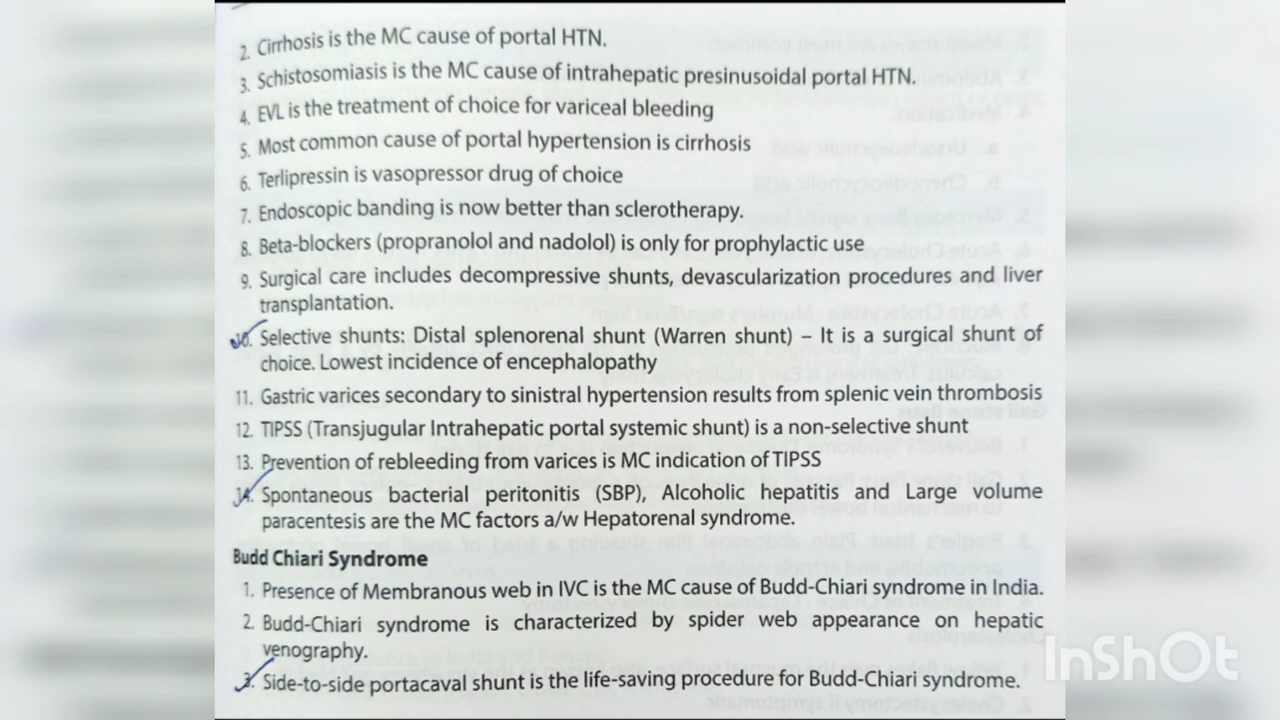 2. Cirrhosis is the MC cause of portal HTN.
3. Schistosomiasis is the MC cause of intrahepatic presinusoidal portal HTN.
4. EVL is the treatment of choice for variceal bleeding
5. Most common cause of portal hypertension is cirrhosis
6. Terlipressin is vasopressor drug of choice
7. Endoscopic banding is now better than sclerotherapy.
8. Beta-blockers (propranolol and nadolol) is only for prophylactic use
9. Surgical care includes decompressive shunts, devascularization procedures and liver
transplantation.
10. Selective shunts: Distal splenorenal shunt (Warren shunt) – It is a surgical shunt of
choice. Lowest incidence of encephalopathy
11. Gastric varices secondary to sinistral hypertension results from splenic vein thrombosis
12. TIPSS (Transjugular Intrahepatic portal systemic shunt) is a non-selective shunt
13. Prevention of rebleeding from varices is MC indication of TIPSS
14. Spontaneous bacterial peritonitis (SBP), Alcoholic hepatitis and Large volume
paracentesis are the MC factors a/w Hepatorenal syndrome.
Budd Chiari Syndrome
1. Presence of Membranous web in IVC is the MC cause of Budd-Chiari syndrome in India.
2. Budd-Chiari syndrome is characterized by spider web appearance on hepatic
venography.
3. Side-to-side portacaval shunt is the life-saving procedure for Budd-Chiari syndrome.
InShOt